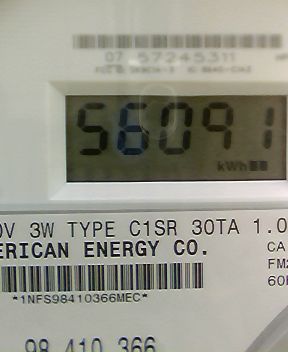 07 57245311
56091
kWh
0V 3W TYPE C1SR 30TA 1.0
ERICAN ENERGY CO.
CA
FM2
*1NFS98410366MEC*
60
98 410 366